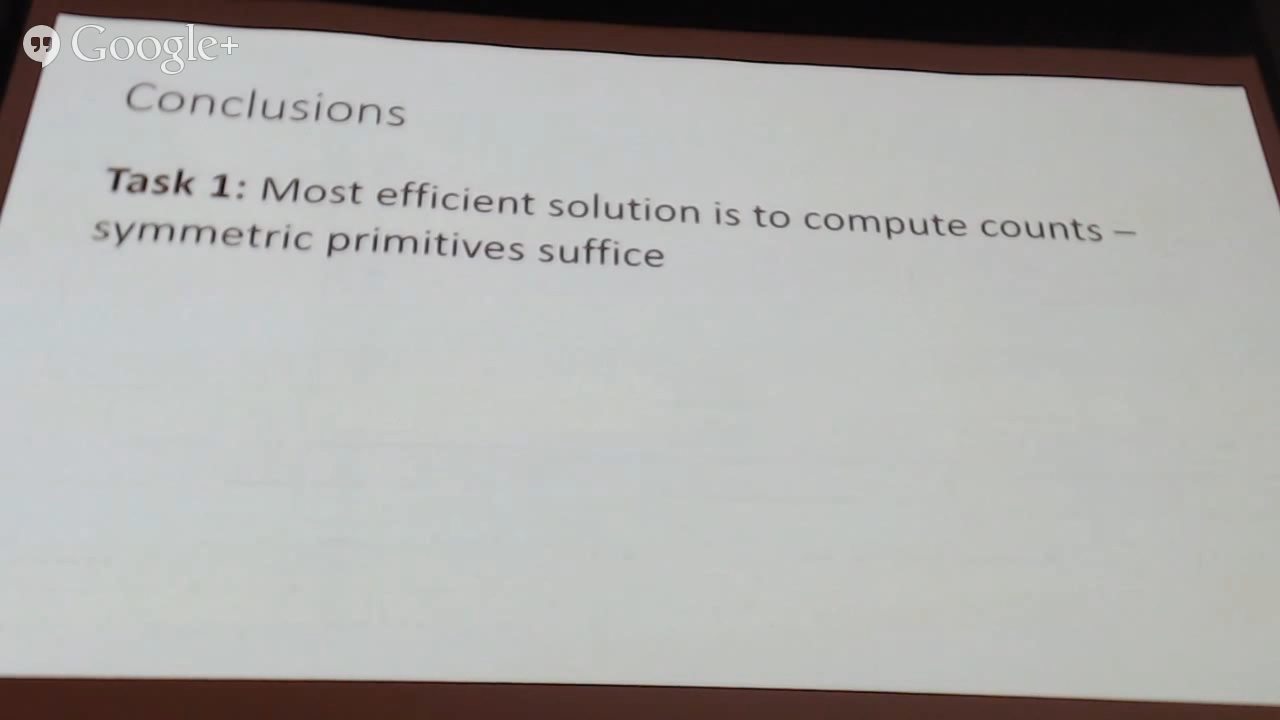 Google+
Conclusions
Task 1: Most efficient solution is to compute counts –
symmetric primitives suffice